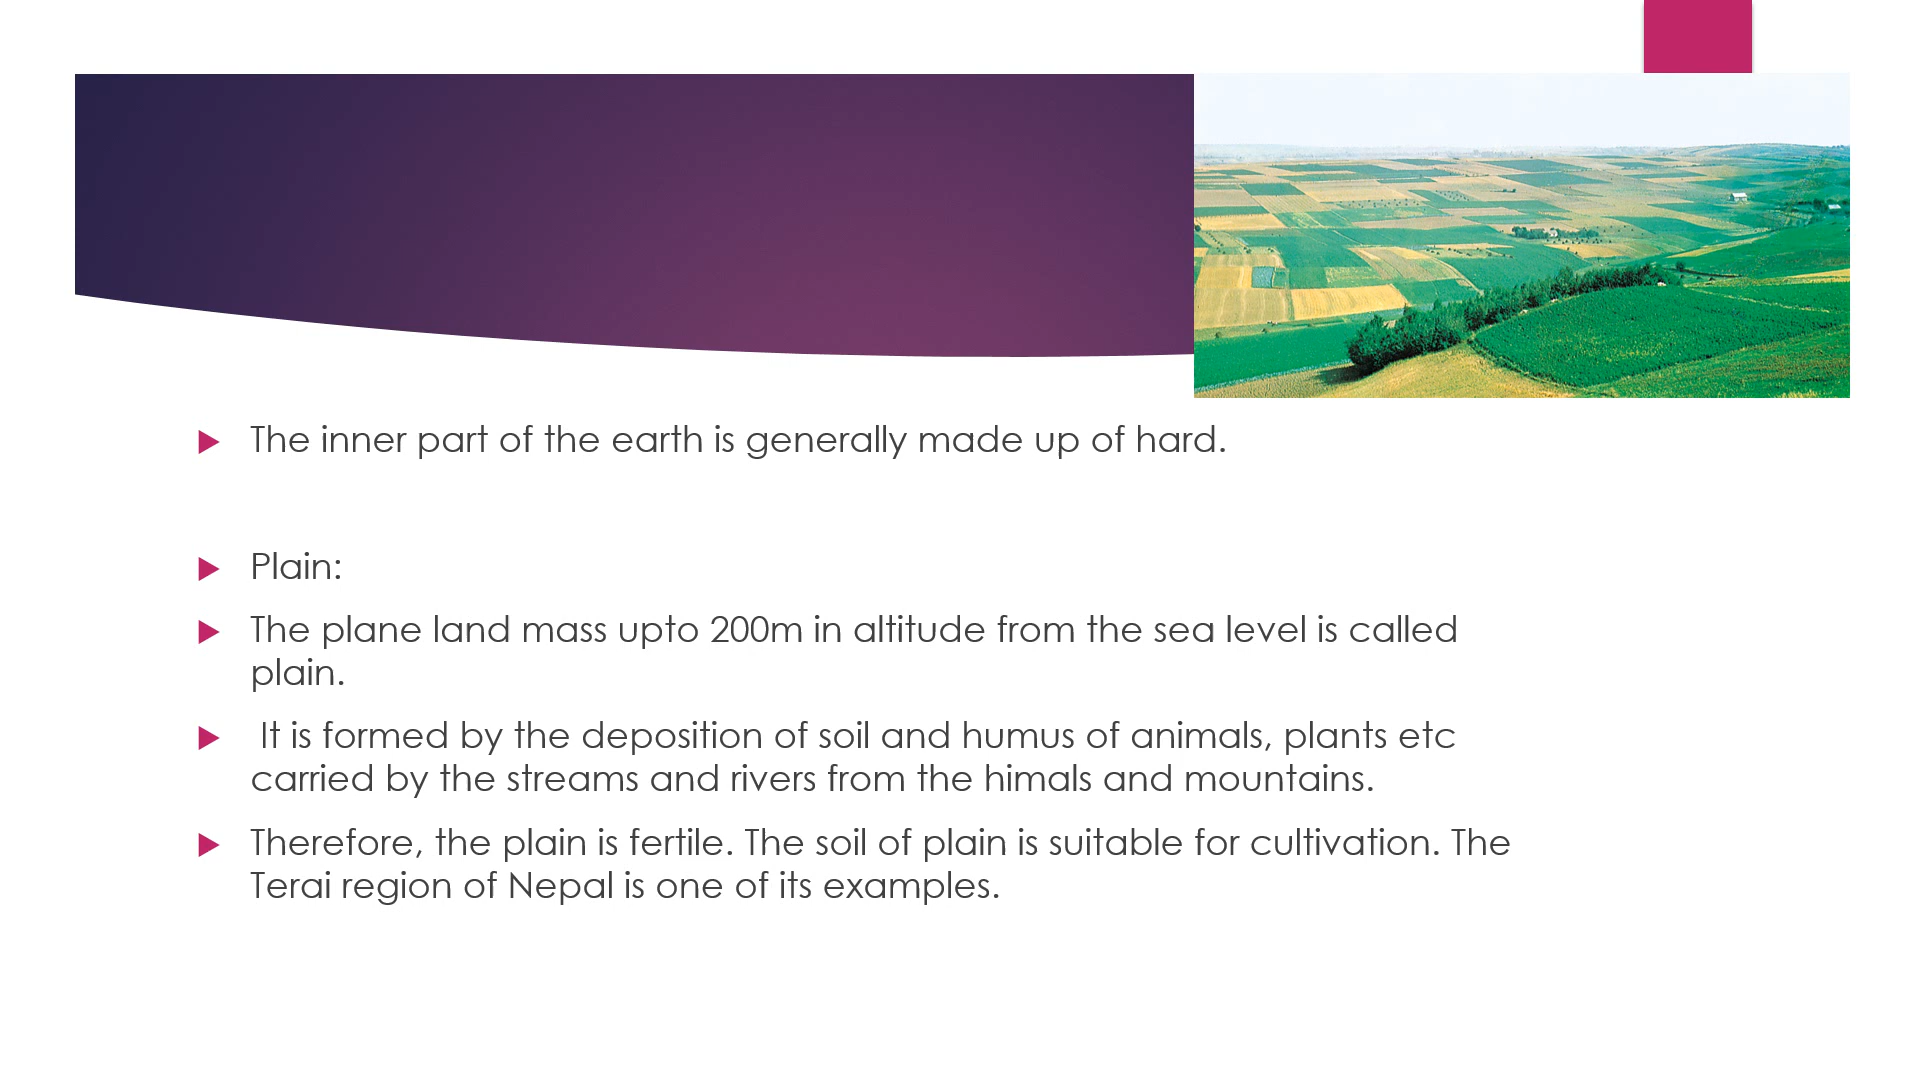 The inner part of the earth is generally made up of hard.
Plain:
The plane land mass upto 200m in altitude from the sea level is called
plain.
It is formed by the deposition of soil and humus of animals, plants etc
carried by the streams and rivers from the himals and mountains.
Therefore, the plain is fertile. The soil of plain is suitable for cultivation. The
Terai region of Nepal is one of its examples.